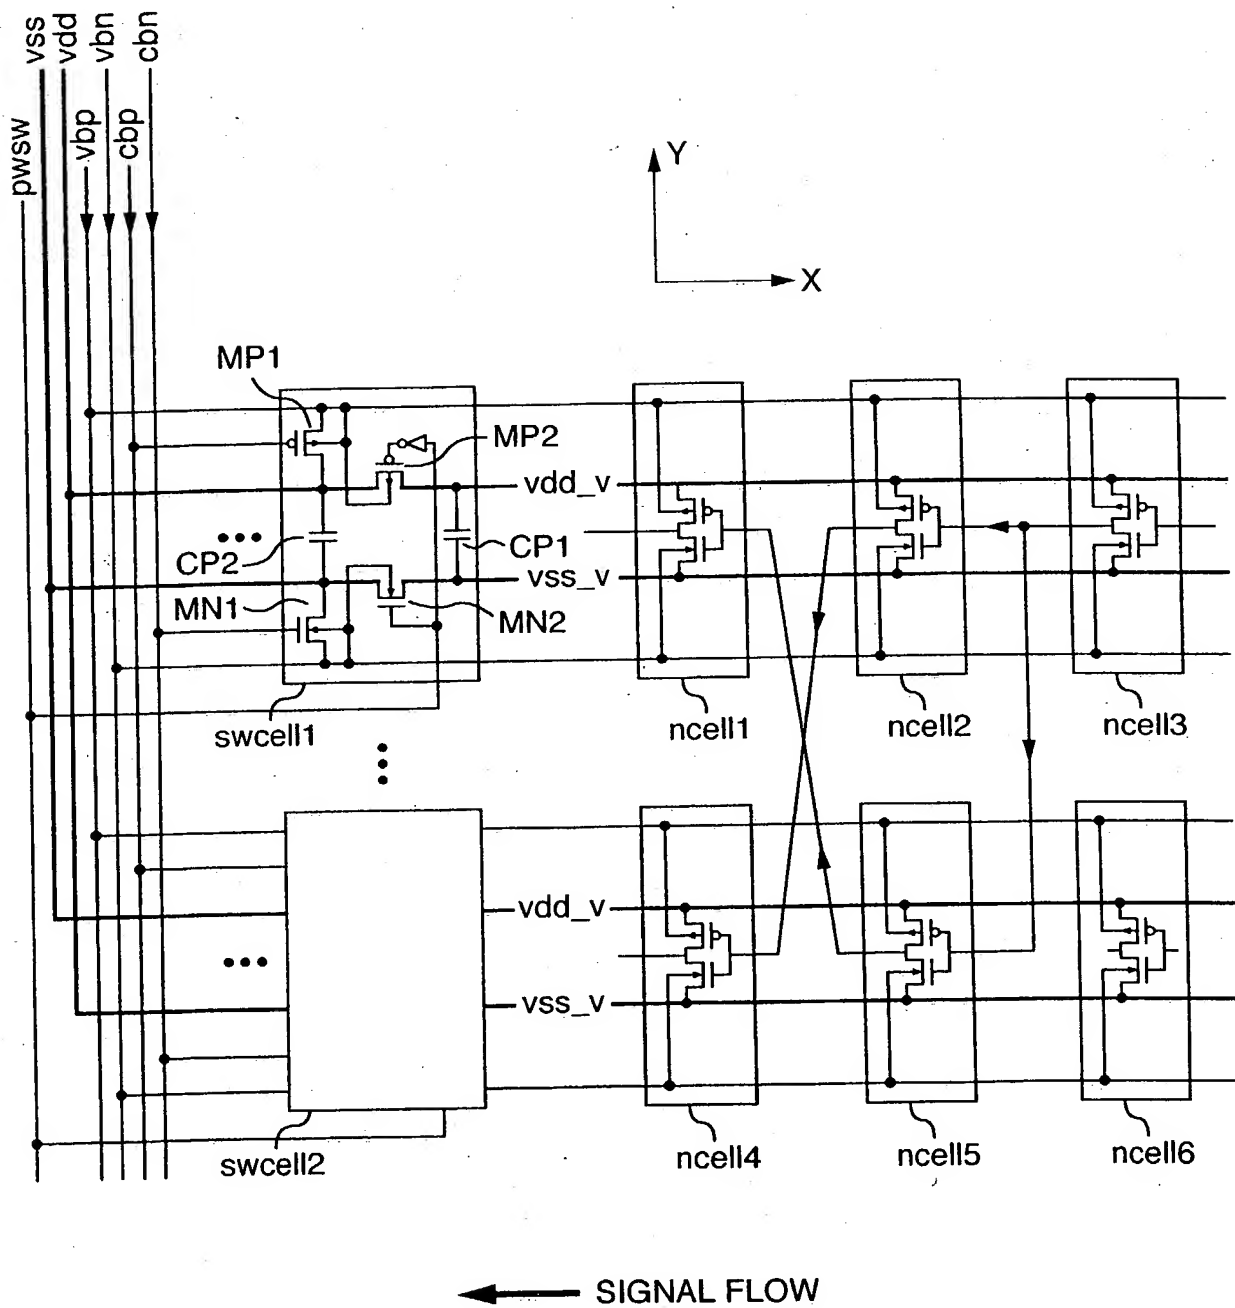 vss
vdd
vbn
cbn
pwsw
vbp
cbp
Y
X
MP1
MP2
vdd_v
CP2
CP1
vss_v
MN1
MN2
swcell1
ncell1
ncell2
ncell3
vdd_v
vss_v
swcell2
ncell4
ncell5
ncell6
SIGNAL FLOW